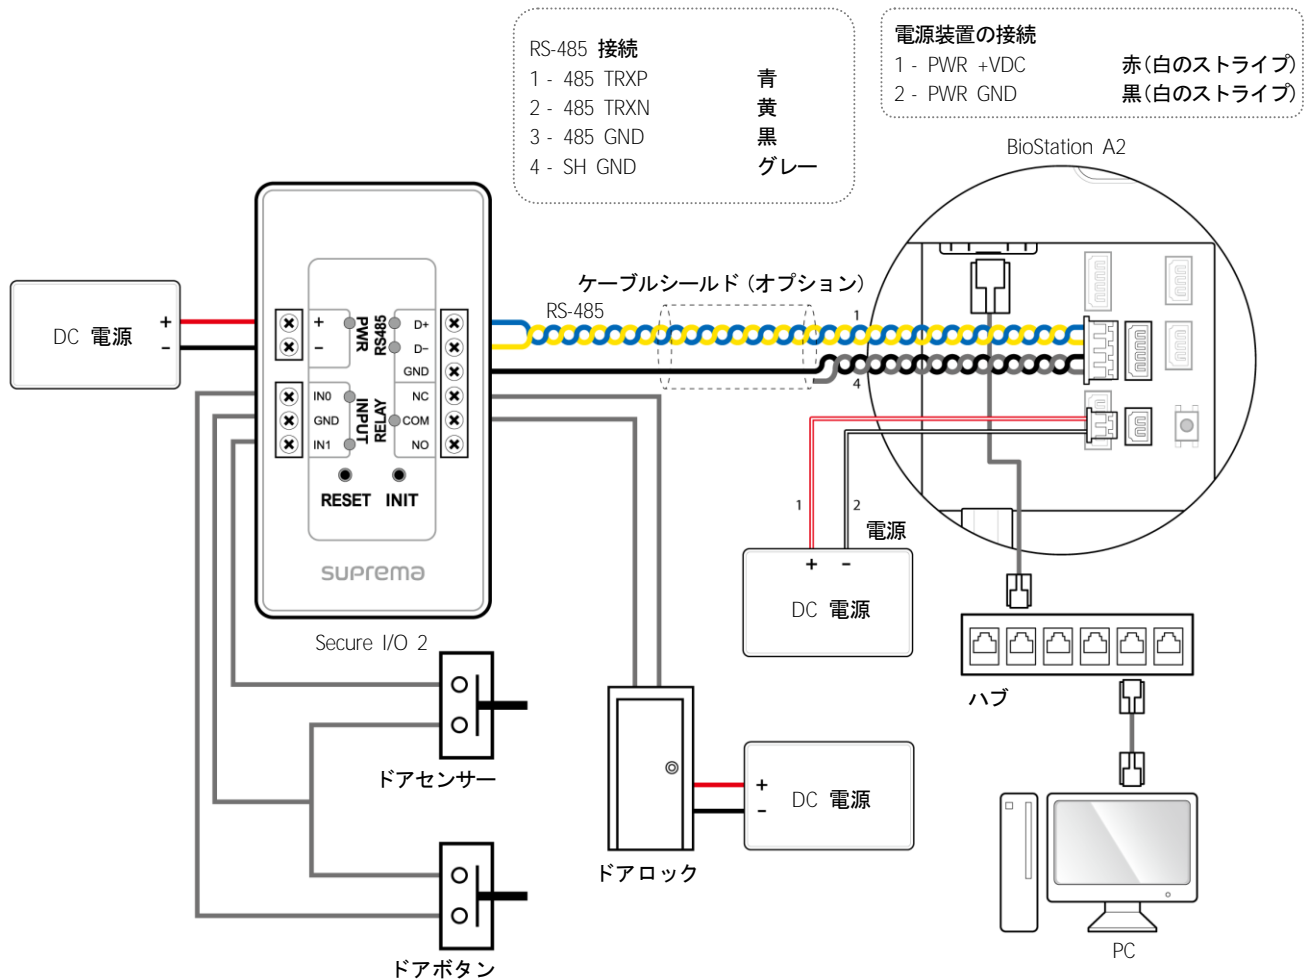 RS-485 接続
1 - 485 TRXP 青
2 - 485 TRXN 黄
3 - 485 GND 黒
4 - SH GND グレー
電源装置の接続
1 - PWR +VDC 赤(白のストライプ)
2 - PWR GND 黒(白のストライプ)
BioStation A2
ケーブルシールド (オプション)
RS-485
1
4
DC 電源
+
−
+
−
PWR
RS485
D+
D−
GND
IN0
GND
IN1
INPUT
RELAY
NC
COM
NO
RESET INIT
suprema
Secure I/O 2
1
2
電源
+ −
DC 電源
ハブ
ドアセンサー
ドアロック
+
−
DC 電源
ドアボタン
PC